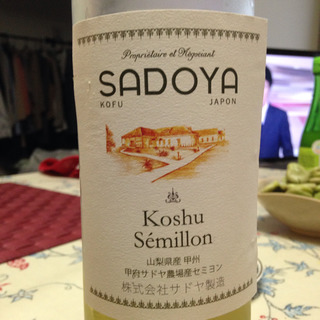 Propriétaire et Négociant
SADOYA
KOFU JAPON
Koshu
Sémillon
山梨県産 甲州
甲府サドヤ農場産セミヨン
株式会社サドヤ製造